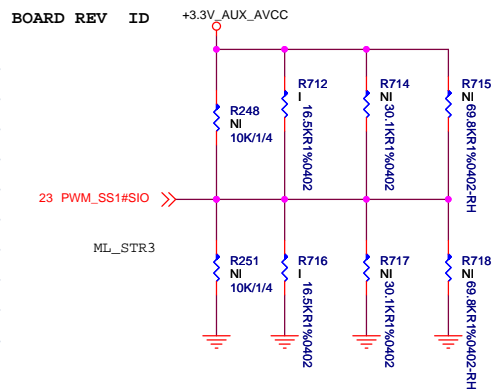 BOARD REV ID
+3.3V_AUX_AVCC
R248
NI
10K/1/4
R712
I
16.5KR1%0402
R714
NI
30.1KR1%0402
R715
NI
69.8KR1%0402-RH
23 PWM_SS1#SIO
ML_STR3
R251
NI
10K/1/4
R716
I
16.5KR1%0402
R717
NI
30.1KR1%0402
R718
NI
69.8KR1%0402-RH